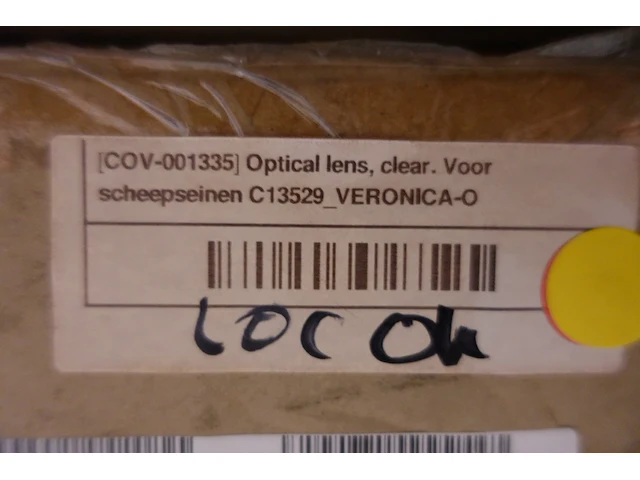 [COV-001335] Optical lens, clear. Voor
scheepseinen C13529_VERONICA-O
LOC OK